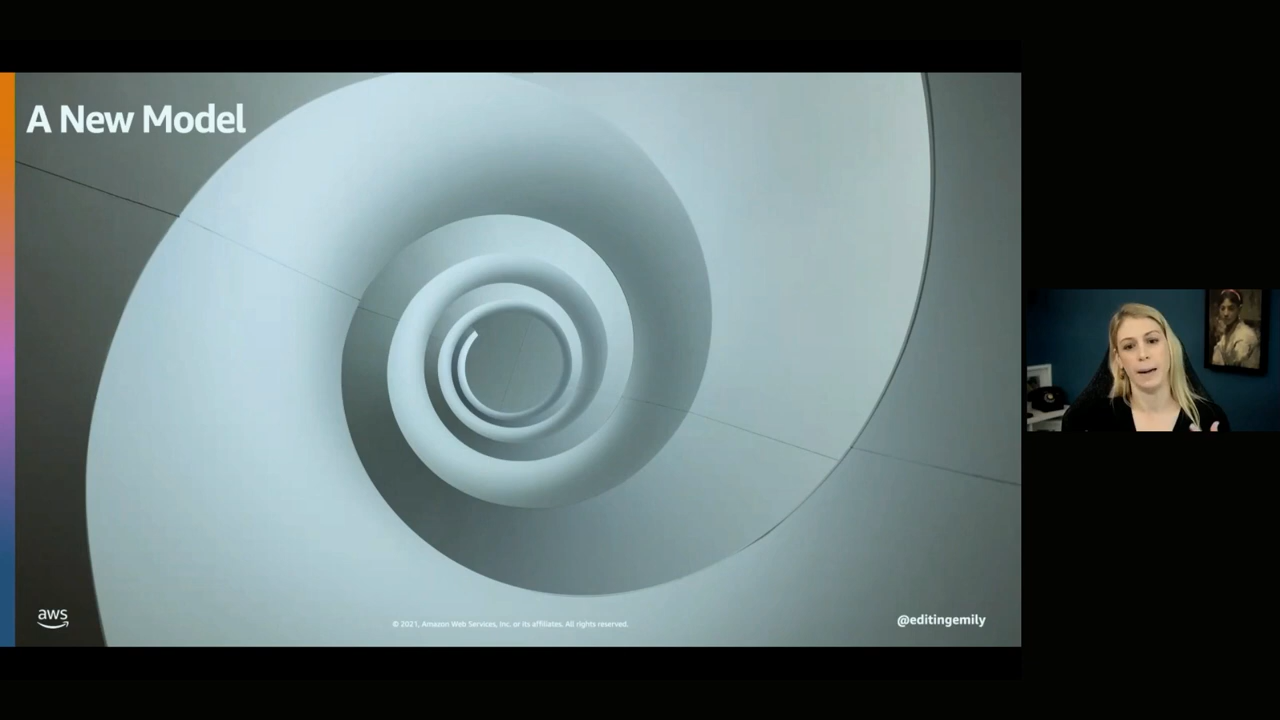 A New Model
aws
© 2021, Amazon Web Services, Inc. or its affiliates. All rights reserved.
@editingemily